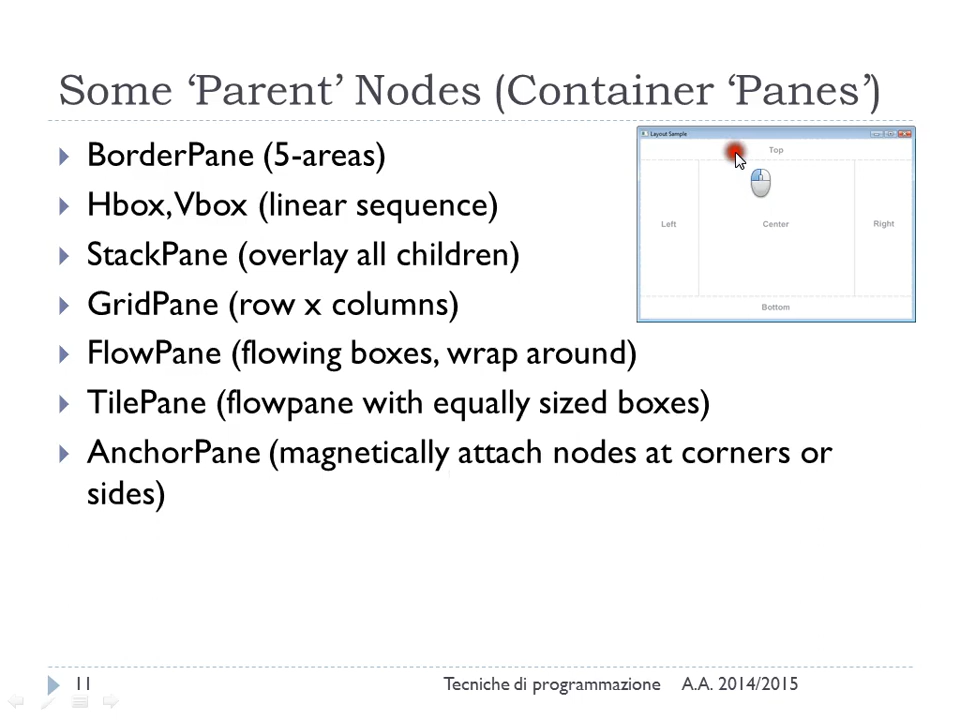 Some ‘Parent’ Nodes (Container ‘Panes’)
BorderPane (5-areas)
Hbox, Vbox (linear sequence)
StackPane (overlay all children)
GridPane (row x columns)
FlowPane (flowing boxes, wrap around)
TilePane (flowpane with equally sized boxes)
AnchorPane (magnetically attach nodes at corners or
sides)
Layout Sample
Top
Left Center Right
Bottom
11 Tecniche di programmazione A.A. 2014/2015